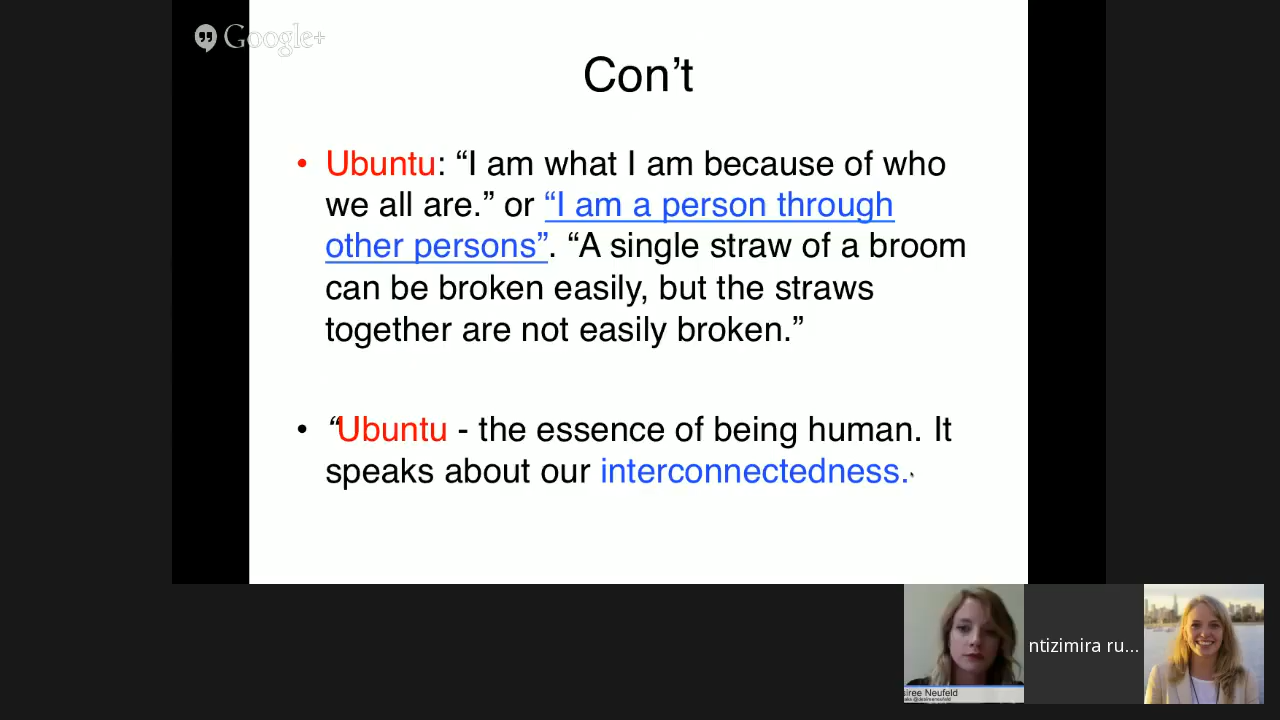 Google+
Con’t
• Ubuntu: “I am what I am because of who
we all are.” or “I am a person through
other persons”. “A single straw of a broom
can be broken easily, but the straws
together are not easily broken.”
• “Ubuntu - the essence of being human. It
speaks about our interconnectedness.
ntizimira ru...
siree Neufeld